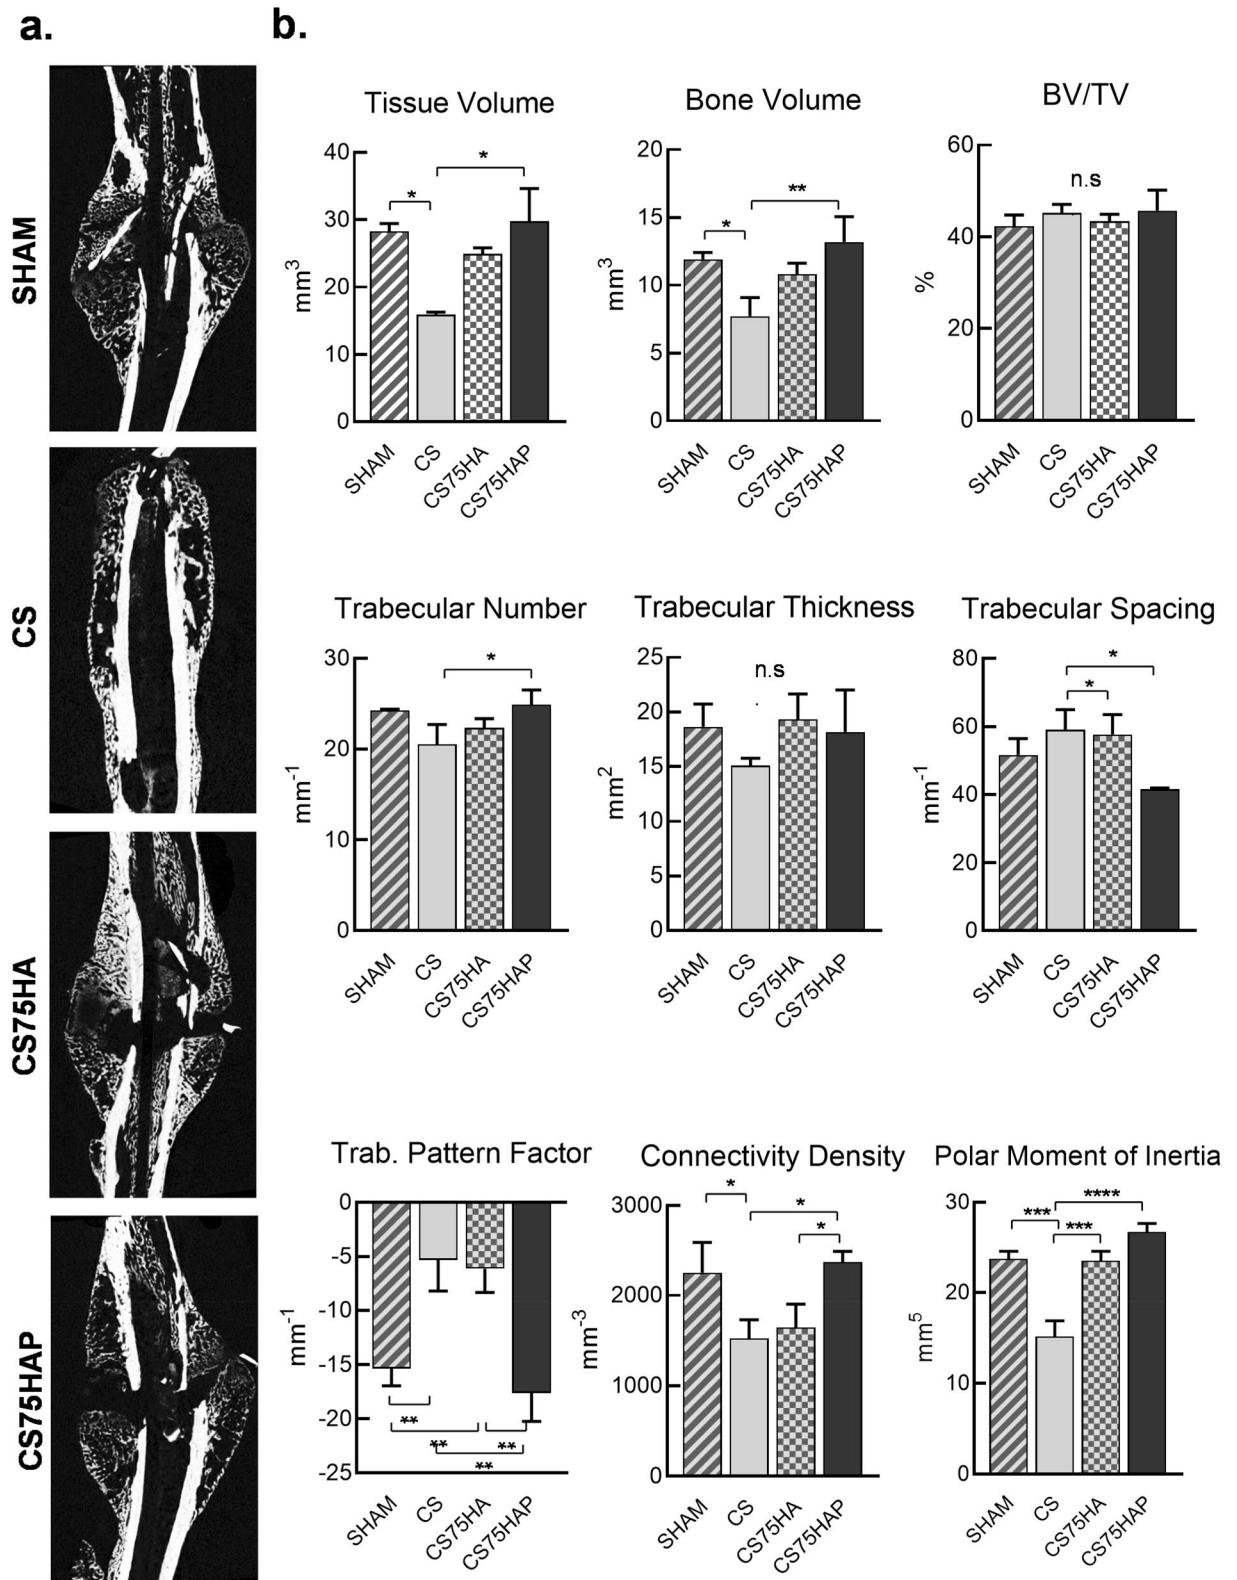 a.
b.
SHAM
CS
CS75HA
CS75HAP
Tissue Volume
mm³
40
30
20
10
0
*
*
SHAM
CS
CS75HA
CS75HAP
Bone Volume
mm³
20
15
10
5
0
*
**
SHAM
CS
CS75HA
CS75HAP
BV/TV
%
60
40
20
0
n.s
SHAM
CS
CS75HA
CS75HAP
Trabecular Number
mm⁻¹
30
20
10
0
*
SHAM
CS
CS75HA
CS75HAP
Trabecular Thickness
mm²
25
20
15
10
5
0
n.s
SHAM
CS
CS75HA
CS75HAP
Trabecular Spacing
mm⁻¹
80
60
40
20
0
*
*
SHAM
CS
CS75HA
CS75HAP
Trab. Pattern Factor
mm⁻¹
0
-5
-10
-15
-20
-25
**
**
**
**
SHAM
CS
CS75HA
CS75HAP
Connectivity Density
mm⁻³
3000
2000
1000
0
*
*
*
SHAM
CS
CS75HA
CS75HAP
Polar Moment of Inertia
mm⁵
30
20
10
0
****
***
***
SHAM
CS
CS75HA
CS75HAP